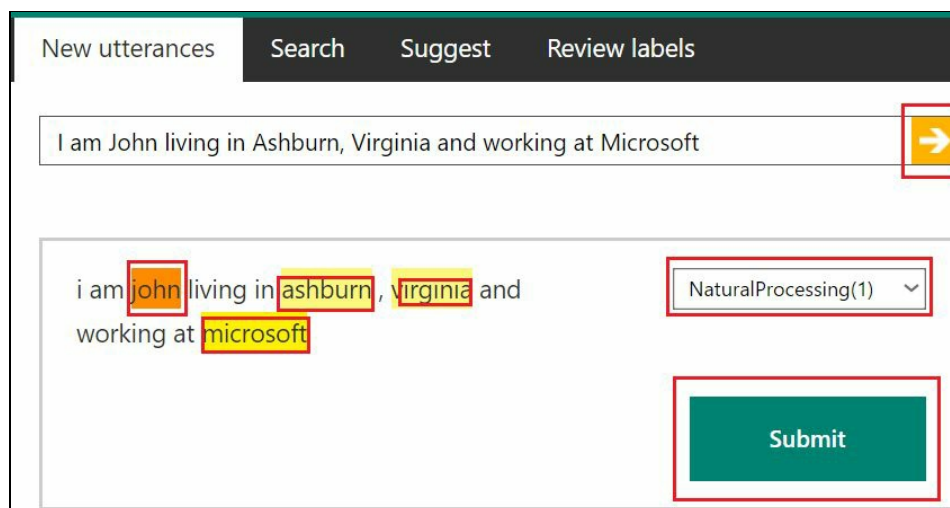 New utterances Search Suggest Review labels
I am John living in Ashburn, Virginia and working at Microsoft
i am john living in ashburn , virginia and
NaturalProcessing(1)
working at microsoft
Submit